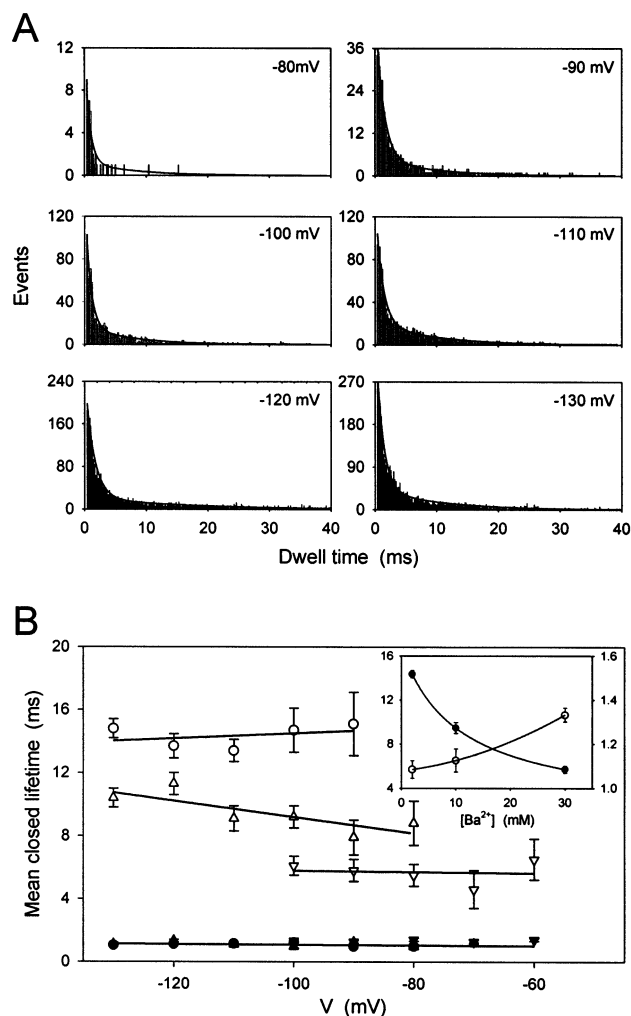 A
-80mV
-90 mV
12
8
4
0
36
24
12
0
-100 mV
-110 mV
120
80
40
0
120
80
40
0
Events
-120 mV
-130 mV
240
160
80
0
270
180
90
0
0 10 20 30 40
0 10 20 30 40
Dwell time (ms)
B
20
16
12
8
4
0
Mean closed lifetime (ms)
16
12
8
4
1.6
1.4
1.2
1.0
0 10 20 30 40
[Ba2+] (mM)
-120 -100 -80 -60
V (mV)